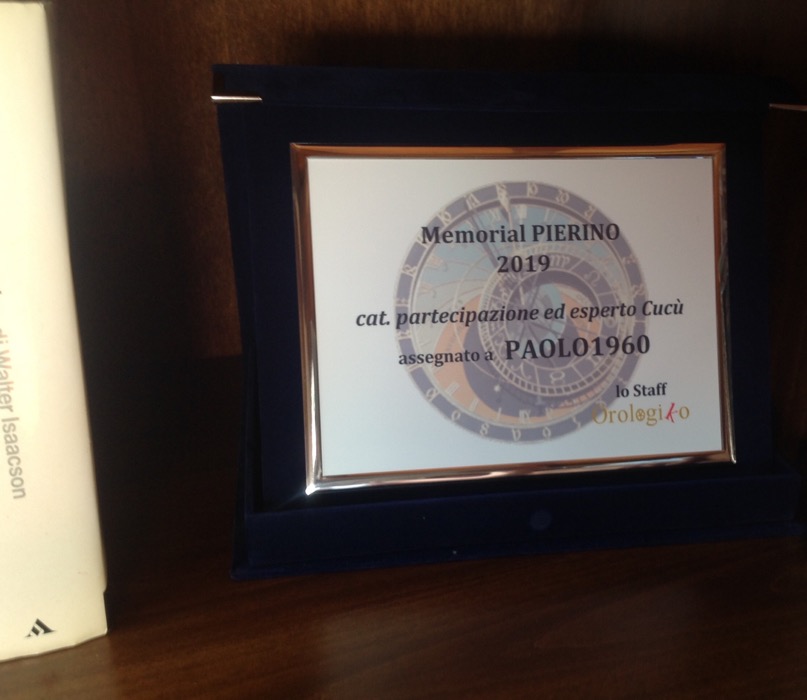 di Walter Isaacson
Memorial PIERINO
2019
cat. partecipazione ed esperto Cucù
assegnato a PAOLO1960
lo Staff
Orologiko